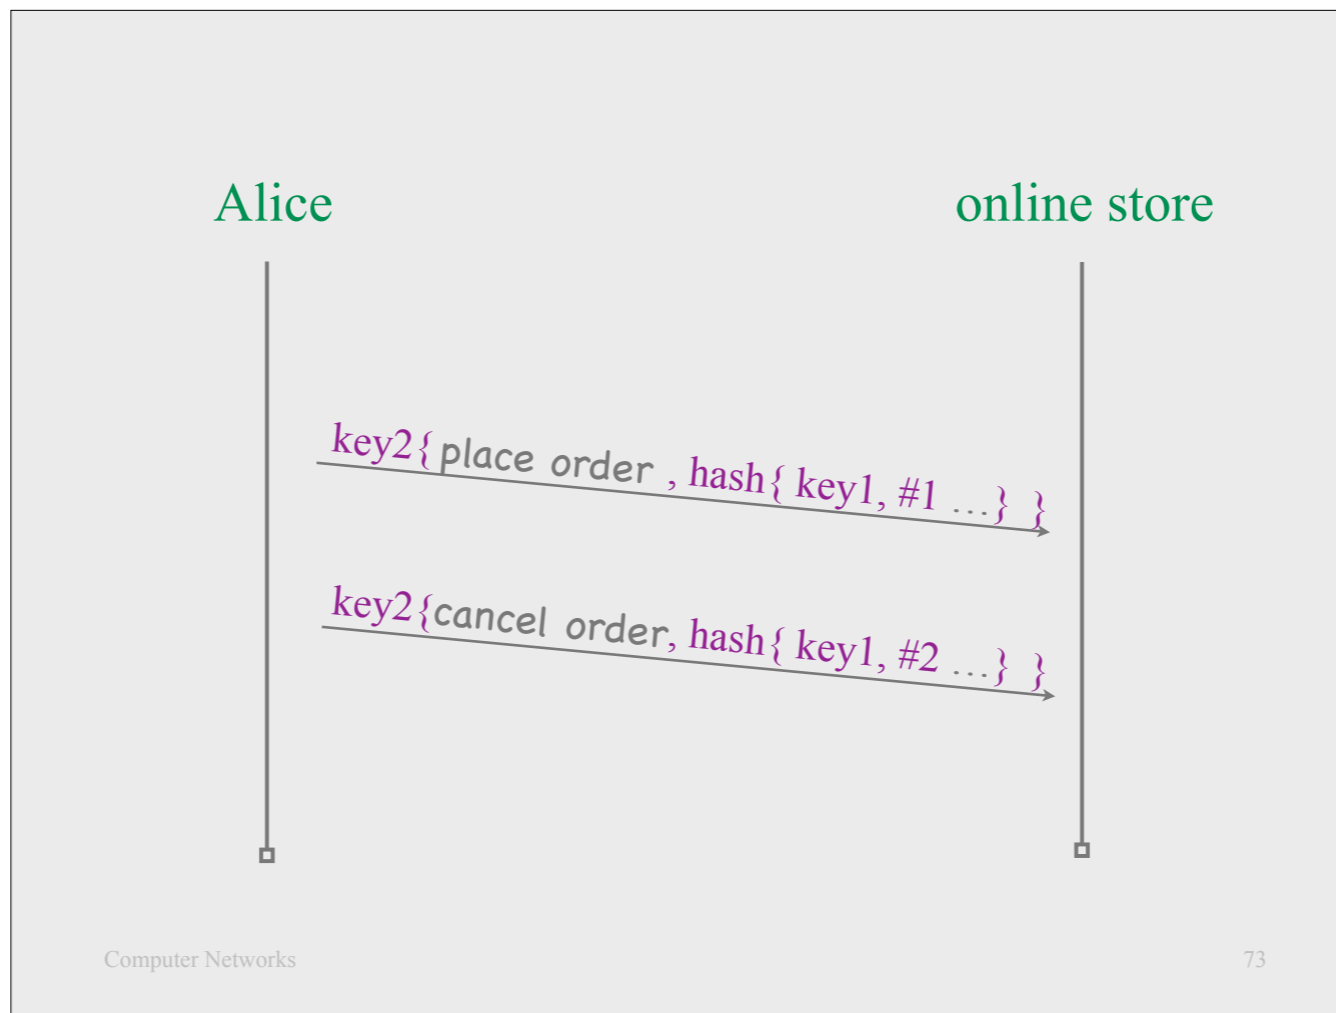 Alice
online store
key2{ place order , hash{ key1, #1 ...} }
key2{cancel order, hash{ key1, #2 ...} }
Computer Networks
73